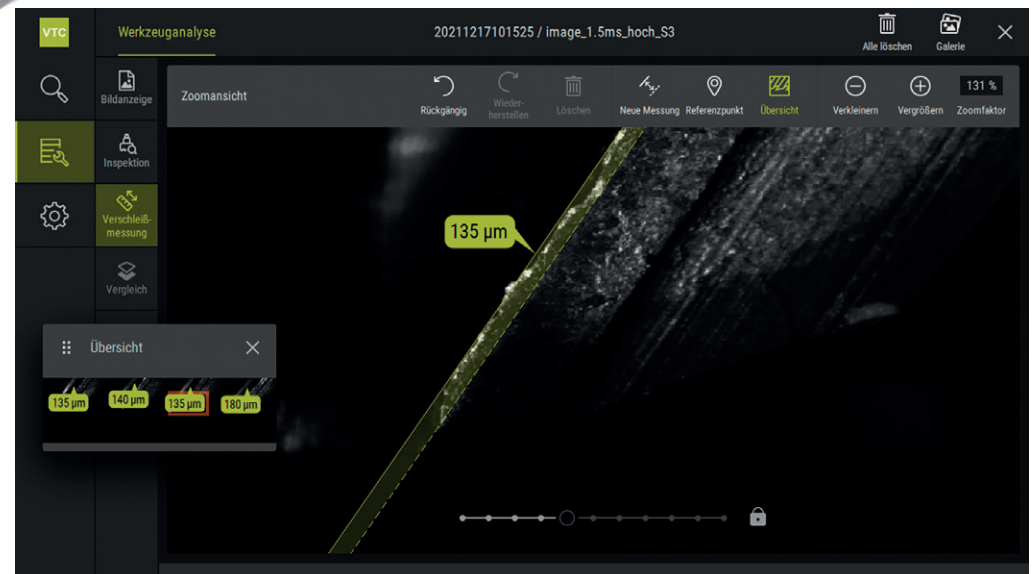 VTC
Werkzeuganalyse
20211217101525 / image_1.5ms_hoch_S3
Alle löschen
Galerie
Bildanzeige
Inspektion
Verschleiß-
messung
Vergleich
Zoomansicht
Rückgängig
Wieder-
herstellen
Löschen
Neue Messung
Referenzpunkt
Übersicht
Verkleinern
Vergrößern
131 %
Zoomfaktor
135 µm
Übersicht
135 µm
140 µm
135 µm
180 µm